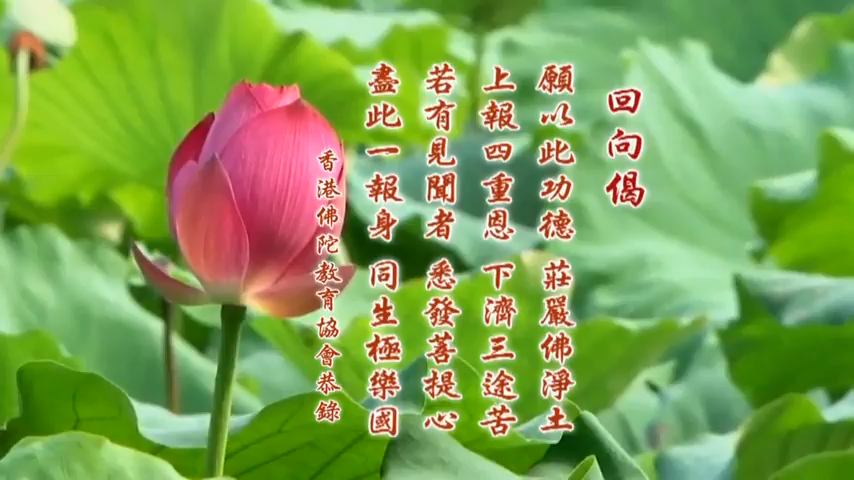 回向偈
願以此功德 莊嚴佛淨土
上報四重恩 下濟三途苦
若有見聞者 悉發菩提心
盡此一報身 同生極樂國
香港佛陀教育協會恭錄